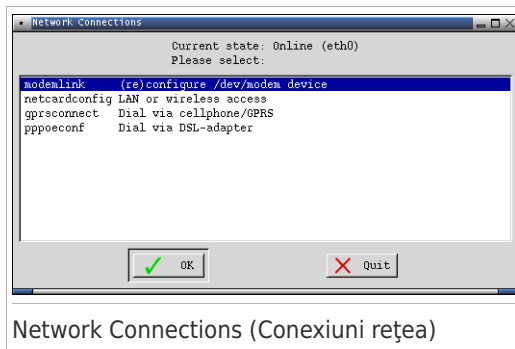 Network Connections
Current state: Online (eth0)
Please select:
modemlink (re)configure /dev/modem device
netcardconfig LAN or wireless access
gprsconnect Dial via cellphone/GPRS
pppoeconf Dial via DSL-adapter
OK Quit
Network Connections (Conexiuni reţea)